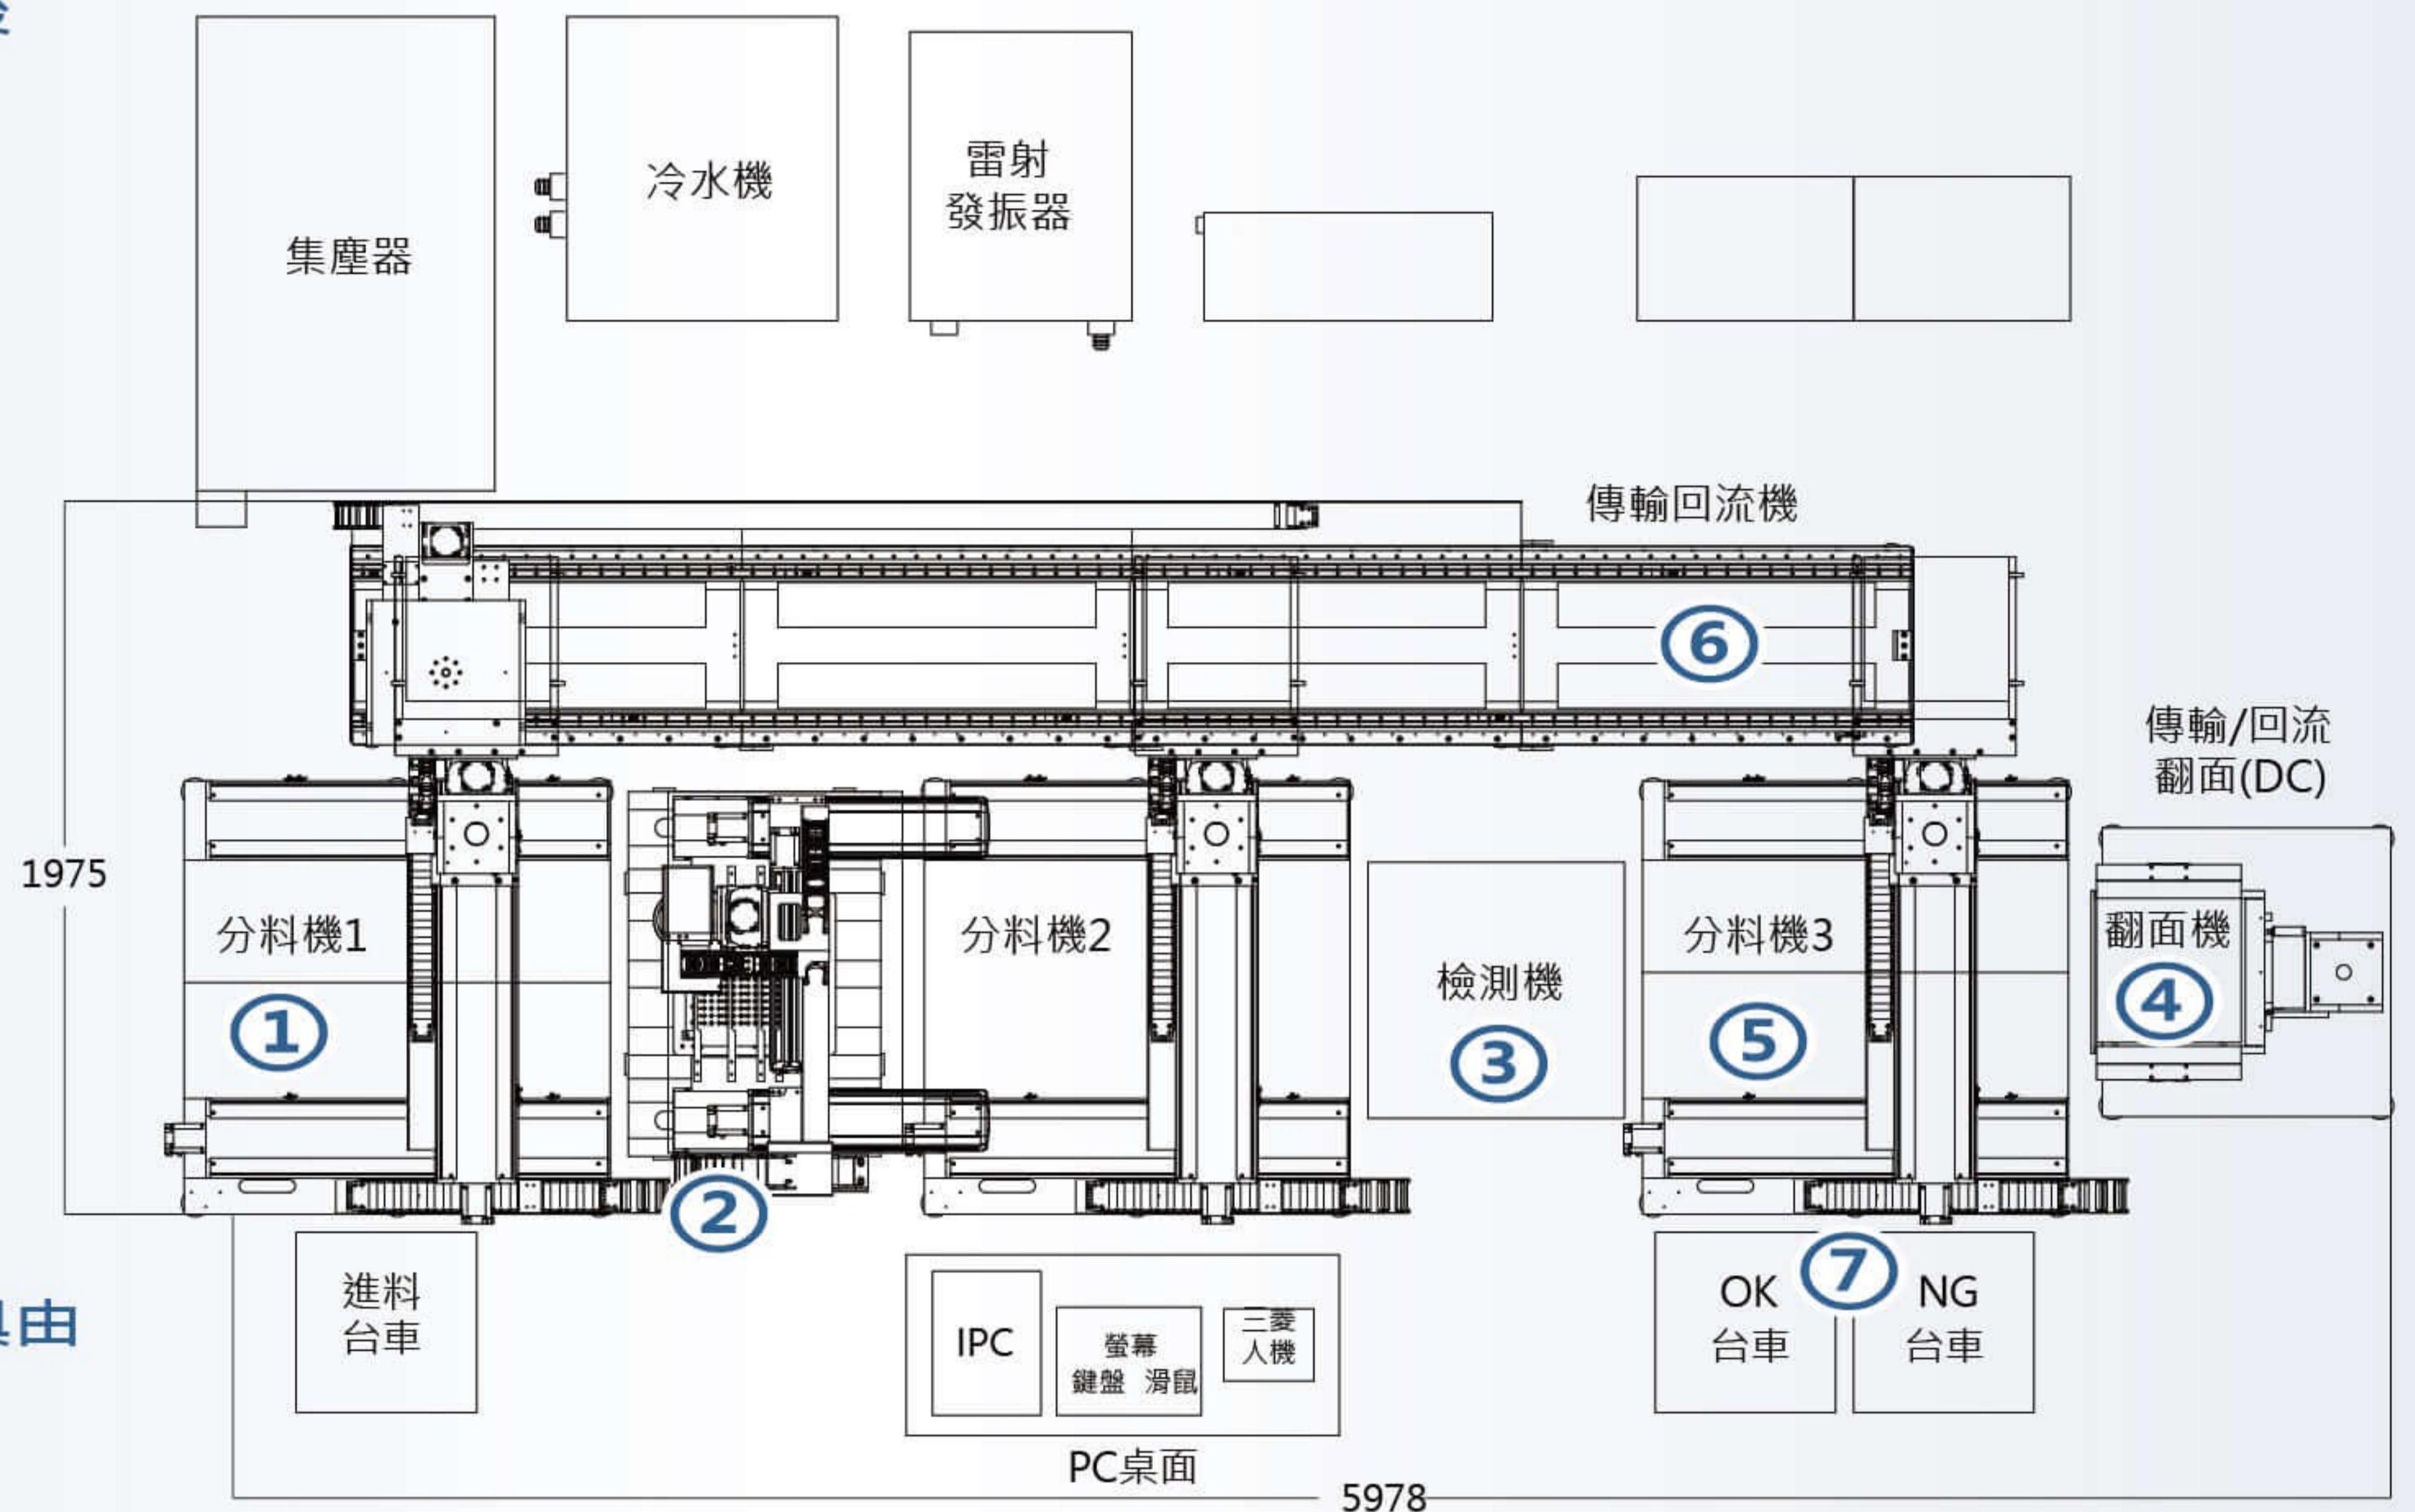 集塵器
冷水機
雷射
發振器
傳輸回流機
⑥
傳輸/回流
翻面(DC)
1975
分料機1
①
②
分料機2
檢測機
③
分料機3
⑤
翻面機
④
進料
台車
IPC
螢幕
鍵盤 滑鼠
三菱
人機
PC桌面
OK
台車
⑦
NG
台車
由
5978